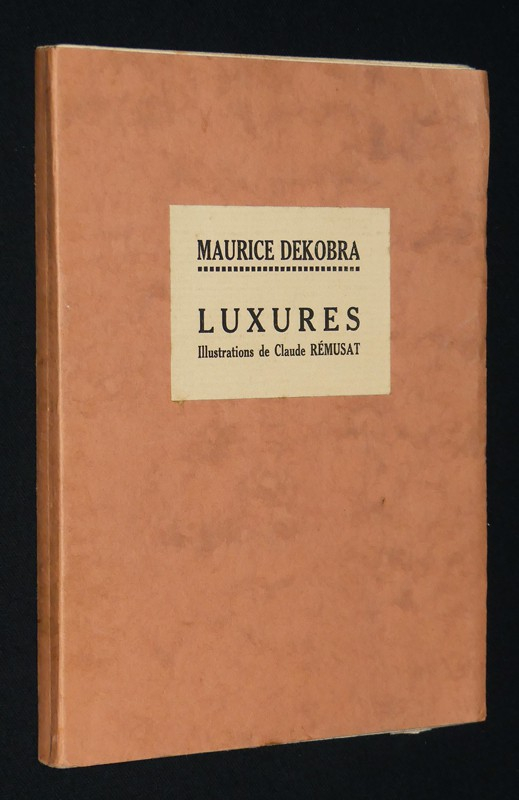 MAURICE DEKOBRA
LUXURES
Illustrations de Claude RÉMUSAT